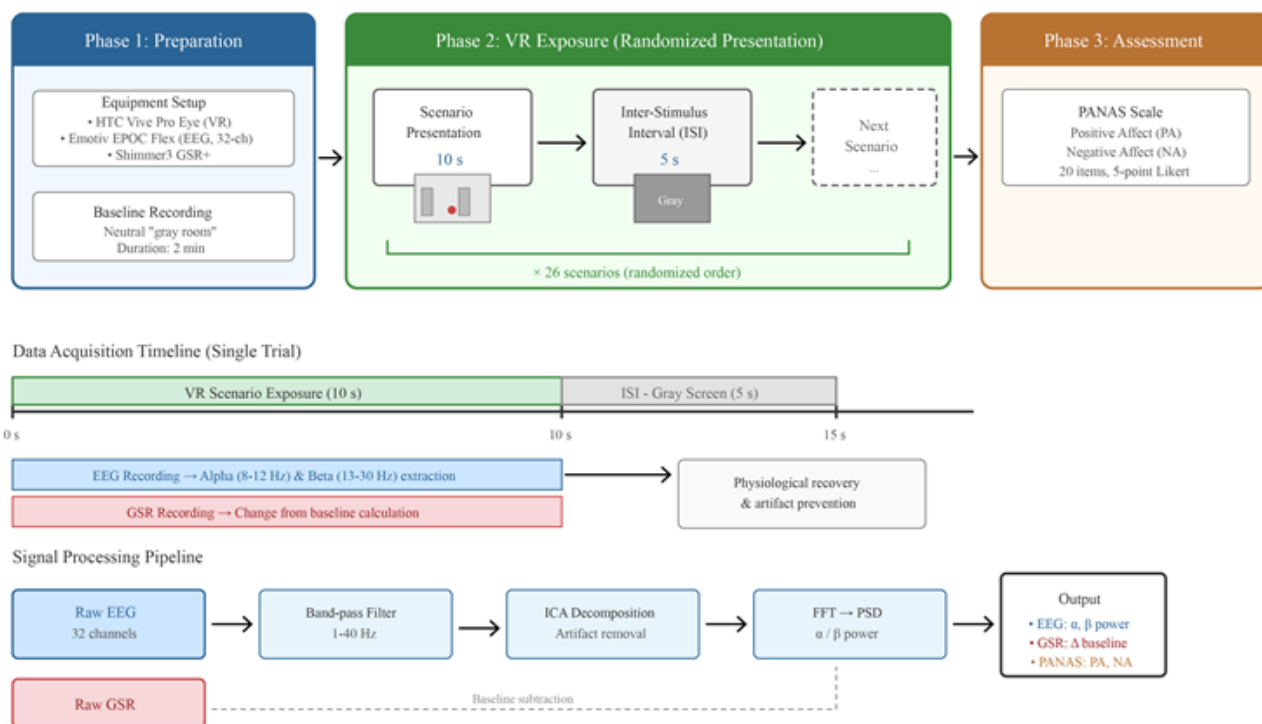 Phase 1: Preparation
Equipment Setup
• HTC Vive Pro Eye (VR)
• Emotiv EPOC Flex (EEG, 32-ch)
• Shimmer3 GSR+
Baseline Recording
Neutral "gray room"
Duration: 2 min
Phase 2: VR Exposure (Randomized Presentation)
Scenario
Presentation
10 s
Inter-Stimulus
Interval (ISI)
5 s
Gray
Next
Scenario
...
× 26 scenarios (randomized order)
Phase 3: Assessment
PANAS Scale
Positive Affect (PA)
Negative Affect (NA)
20 items, 5-point Likert
Data Acquisition Timeline (Single Trial)
VR Scenario Exposure (10 s)
ISI - Gray Screen (5 s)
0 s
10 s
15 s
EEG Recording → Alpha (8-12 Hz) & Beta (13-30 Hz) extraction
GSR Recording → Change from baseline calculation
Physiological recovery
& artifact prevention
Signal Processing Pipeline
Raw EEG
32 channels
Band-pass Filter
1-40 Hz
ICA Decomposition
Artifact removal
FFT → PSD
α / β power
Output
• EEG: α, β power
• GSR: Δ baseline
• PANAS: PA, NA
Raw GSR
Baseline subtraction